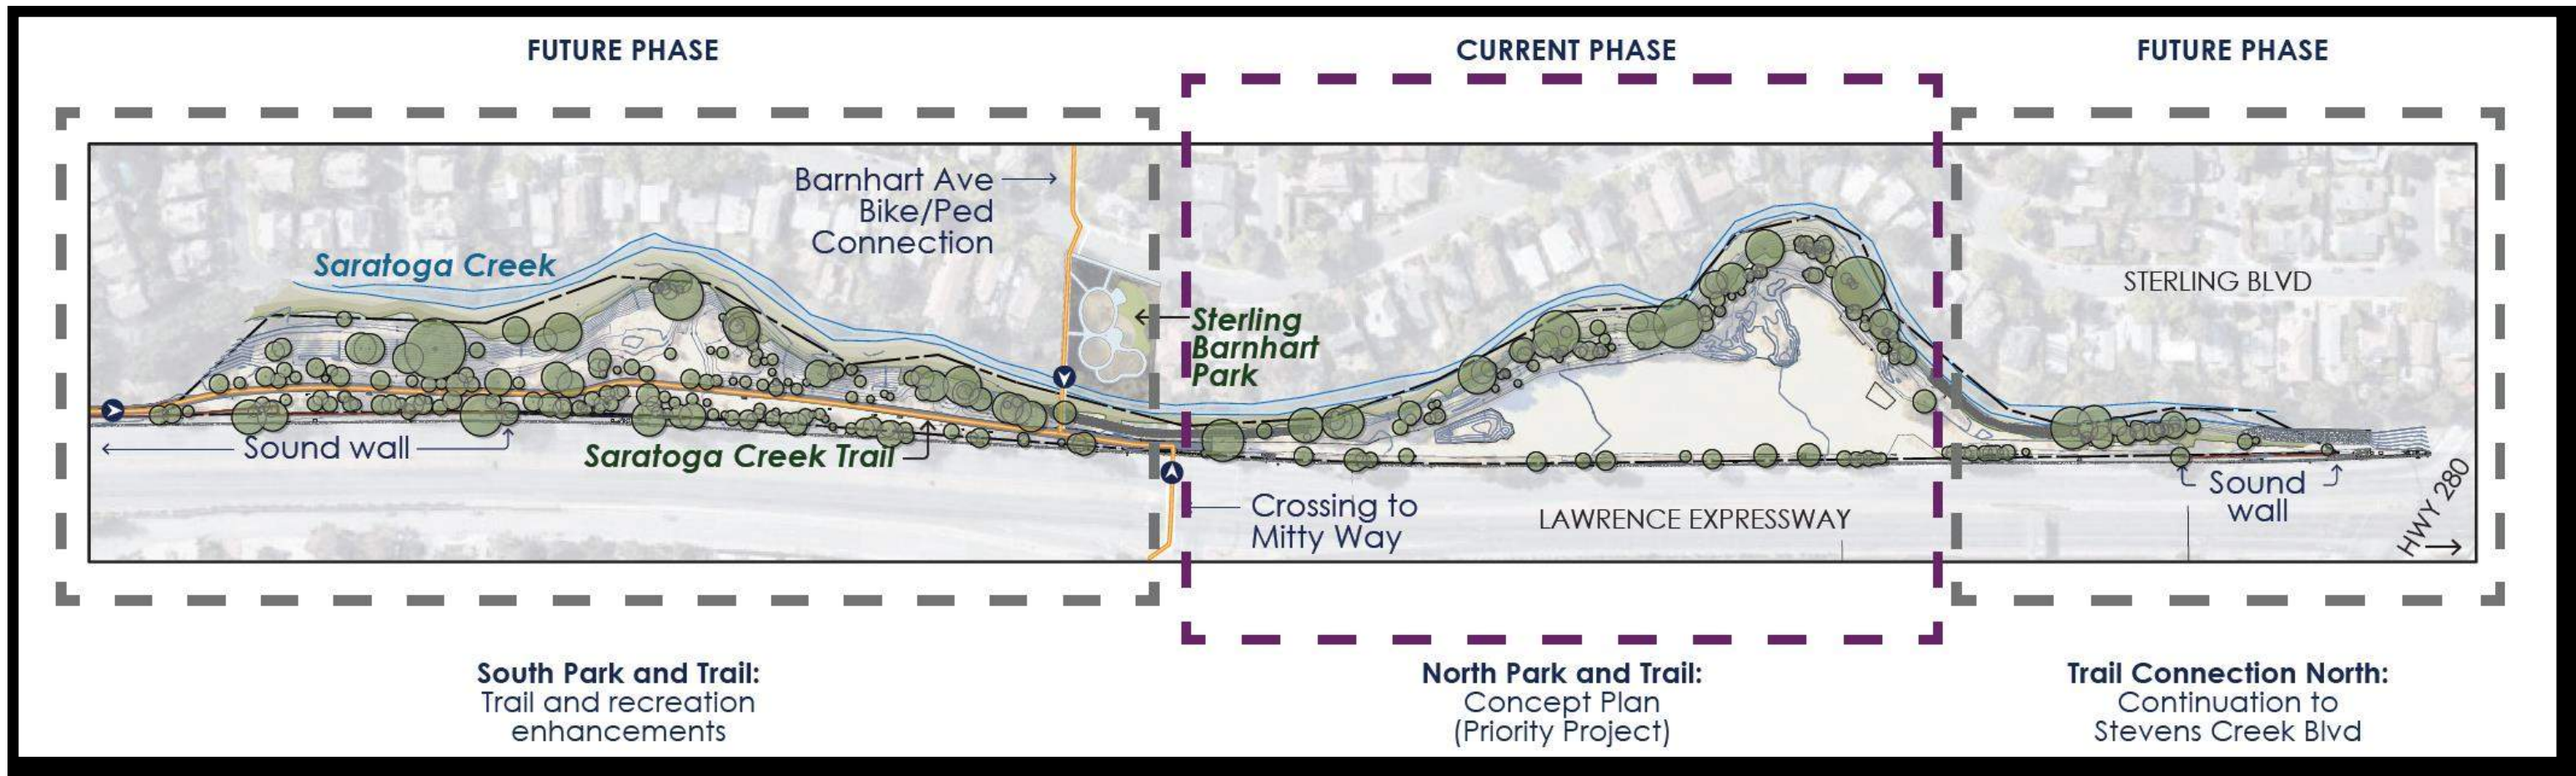 FUTURE PHASE
CURRENT PHASE
FUTURE PHASE
Barnhart Ave
Bike/Ped
Connection
Saratoga Creek
STERLING BLVD
Sterling
Barnhart
Park
Sound wall
Saratoga Creek Trail
Crossing to
Mitty Way
LAWRENCE EXPRESSWAY
Sound
wall
HWY 280
South Park and Trail:
Trail and recreation
enhancements
North Park and Trail:
Concept Plan
(Priority Project)
Trail Connection North:
Continuation to
Stevens Creek Blvd